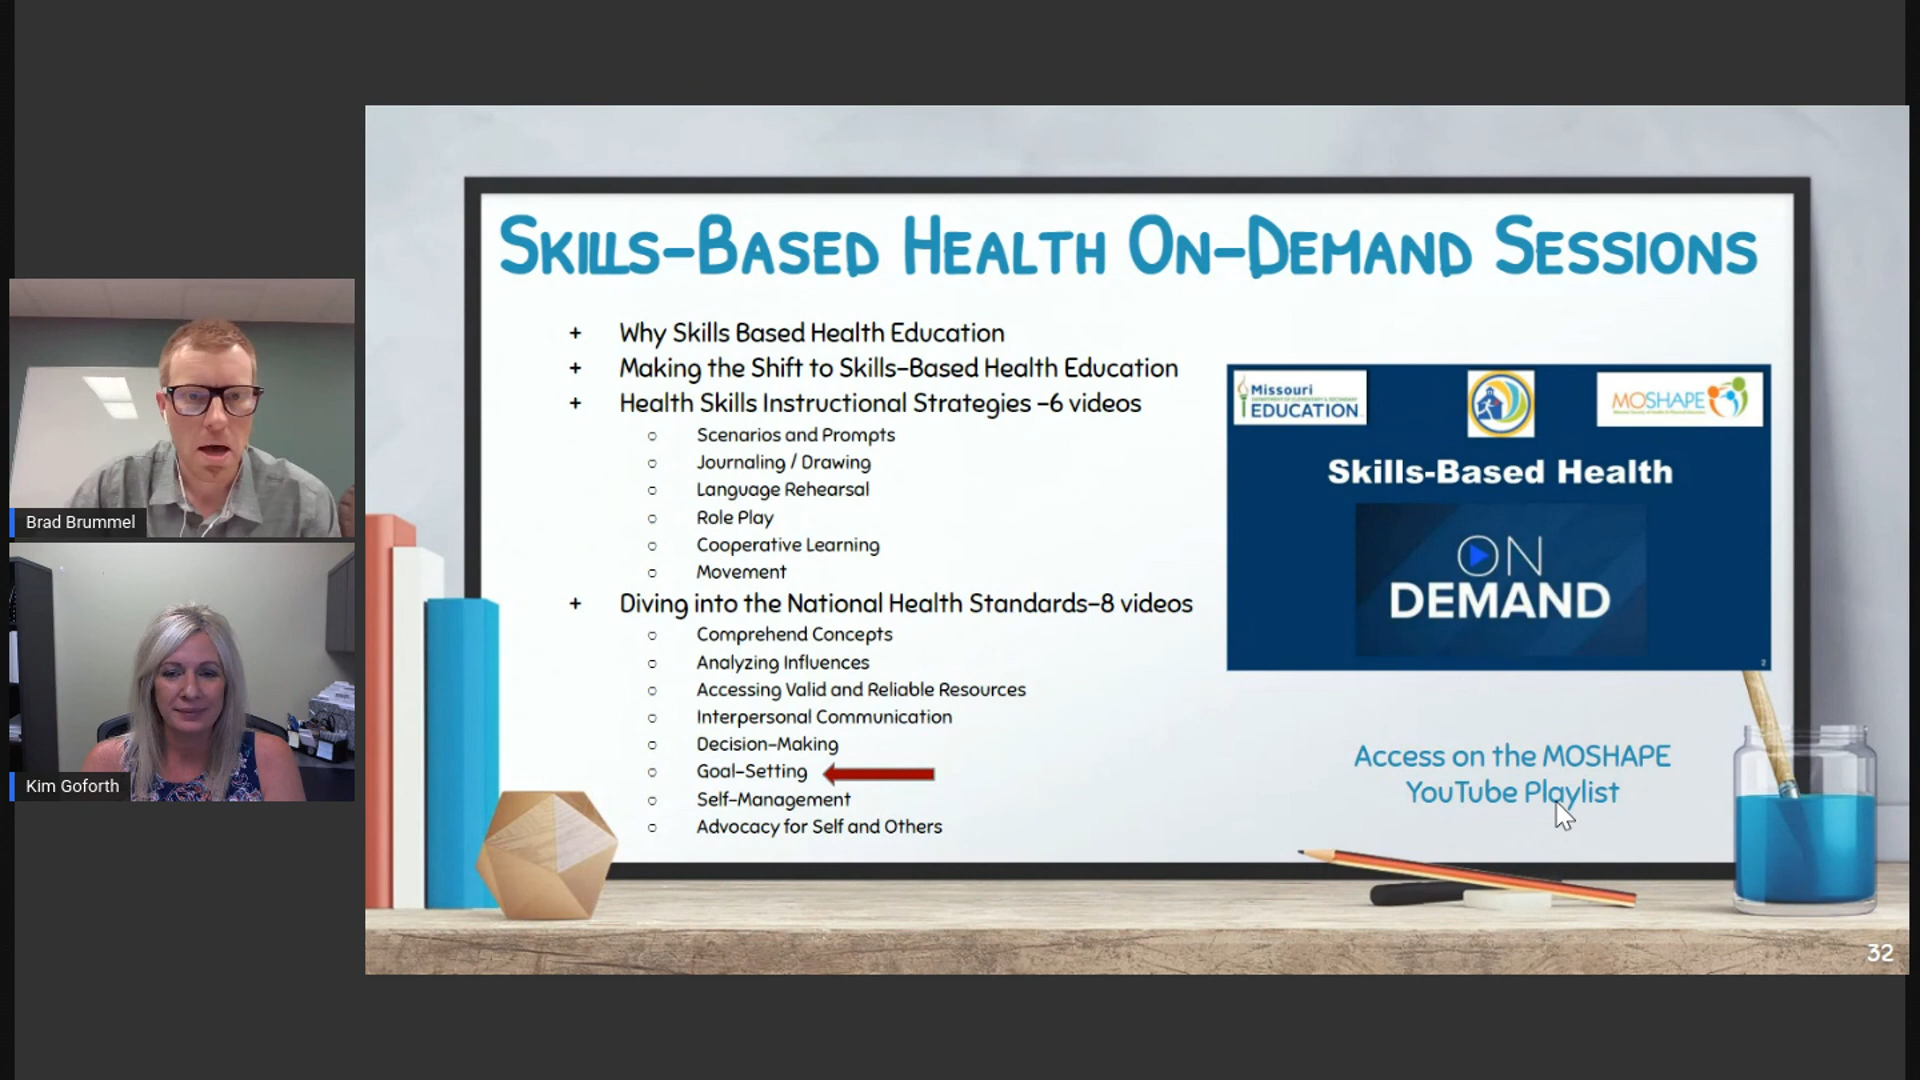 SKILLS-BASED HEALTH ON-DEMAND SESSIONS
+ Why Skills Based Health Education
+ Making the Shift to Skills-Based Health Education
+ Health Skills Instructional Strategies -6 videos
○ Scenarios and Prompts
○ Journaling / Drawing
○ Language Rehearsal
○ Role Play
○ Cooperative Learning
○ Movement
+ Diving into the National Health Standards-8 videos
○ Comprehend Concepts
○ Analyzing Influences
○ Accessing Valid and Reliable Resources
○ Interpersonal Communication
○ Decision-Making
○ Goal-Setting
○ Self-Management
○ Advocacy for Self and Others
Missouri
EDUCATION
MOSHAPE
Skills-Based Health
ON
DEMAND
2
Access on the MOSHAPE
YouTube Playlist
32
Brad Brummel
Kim Goforth